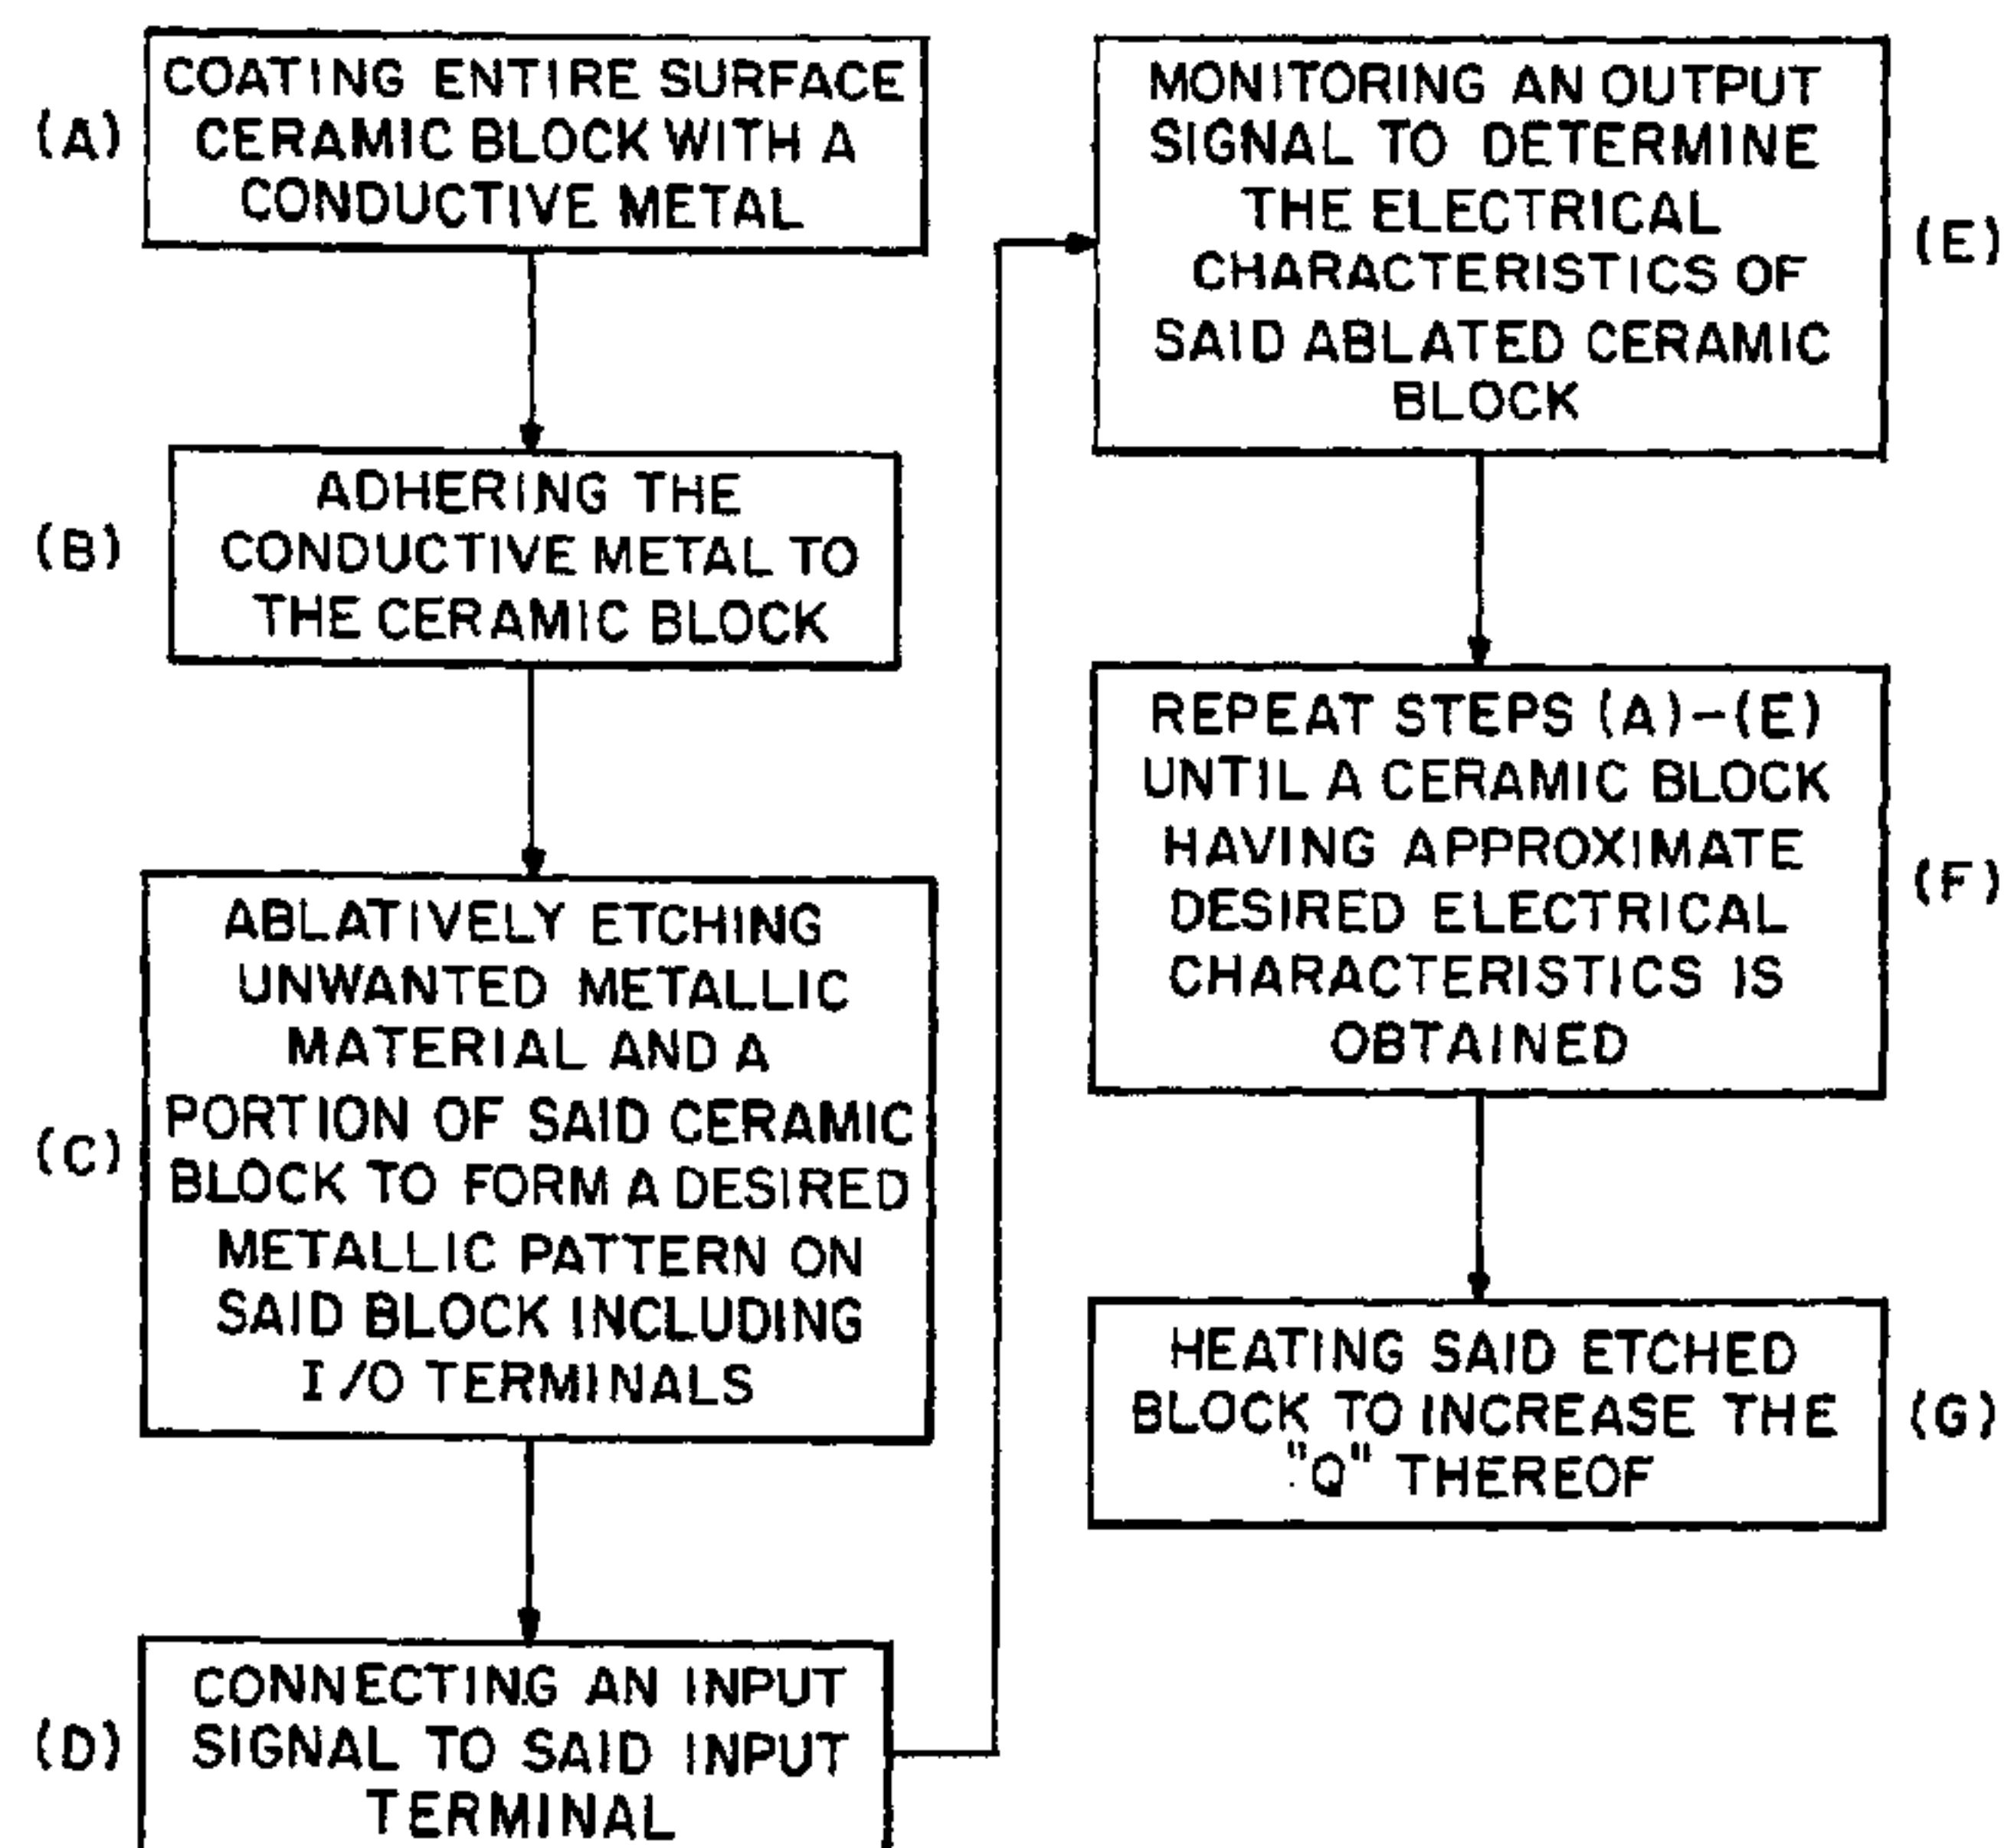 (A)
COATING ENTIRE SURFACE
CERAMIC BLOCK WITH A
CONDUCTIVE METAL
(B)
ADHERING THE
CONDUCTIVE METAL TO
THE CERAMIC BLOCK
(C)
ABLATIVELY ETCHING
UNWANTED METALLIC
MATERIAL AND A
PORTION OF SAID CERAMIC
BLOCK TO FORM A DESIRED
METALLIC PATTERN ON
SAID BLOCK INCLUDING
I/O TERMINALS
(D)
CONNECTING AN INPUT
SIGNAL TO SAID INPUT
TERMINAL
MONITORING AN OUTPUT
SIGNAL TO DETERMINE
THE ELECTRICAL
CHARACTERISTICS OF
SAID ABLATED CERAMIC
BLOCK
(E)
REPEAT STEPS (A)-(E)
UNTIL A CERAMIC BLOCK
HAVING APPROXIMATE
DESIRED ELECTRICAL
CHARACTERISTICS IS
OBTAINED
(F)
HEATING SAID ETCHED
BLOCK TO INCREASE THE
"Q" THEREOF
(G)